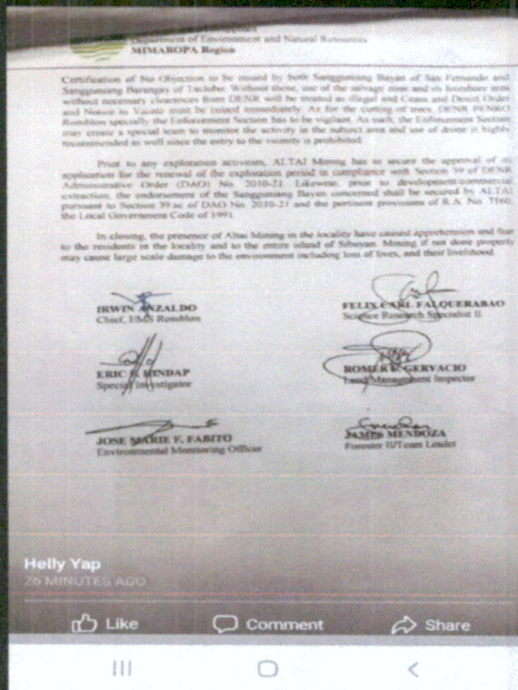 Department of Environment and Natural Resources
MIMAROPA Region
Certification of No Objection to be issued by both Sangguniang Bayan of San Fernando and
Sangguniang Barangay of Taclobo. Without those, use of the salvage zone and its foreshore area
without necessary clearances from DENR will be treated as illegal and Cease and Desist Order
and Notice to Vacate must be issued immediately. As for the cutting of trees, DENR PENRO
Romblon specially the Enforcement Section has to be vigilant. As such, the Enforcement Section
may create a special team to monitor the activity in the subject area and use of drone is highly
recommended as well since the entry to the vicinity is prohibited.
Prior to any exploration activities, ALTAI Mining has to secure the approval of its
application for the renewal of the exploration period in compliance with Section 39 of DENR
Administrative Order (DAO) No. 2010-21. Likewise, prior to development/commercial
extraction, the endorsement of the Sangguniang Bayan concerned shall be secured by ALTAI
pursuant to Section 39.ac of DAO No. 2010-21 and the pertinent provisions of R.A. No. 7160,
the Local Government Code of 1991.
In closing, the presence of Altai Mining in the locality have caused apprehension and fear
to the residents in the locality and to the entire island of Sibuyan. Mining if not done properly
may cause large scale damage to the environment including loss of lives, and their livelihood.
IRWIN ANZALDO
Chief, EMS Romblon
FELIX CARL FALQUERABAO
Science Research Specialist II
ERIC RINDAP
Special Investigator
ROMER GERVACIO
Land Management Inspector
JOSE MARIE F. FABITO
Environmental Monitoring Officer
JAMES MENDOZA
Forester II/Team Leader
Helly Yap
26 MINUTES AGO
Like
Comment
Share